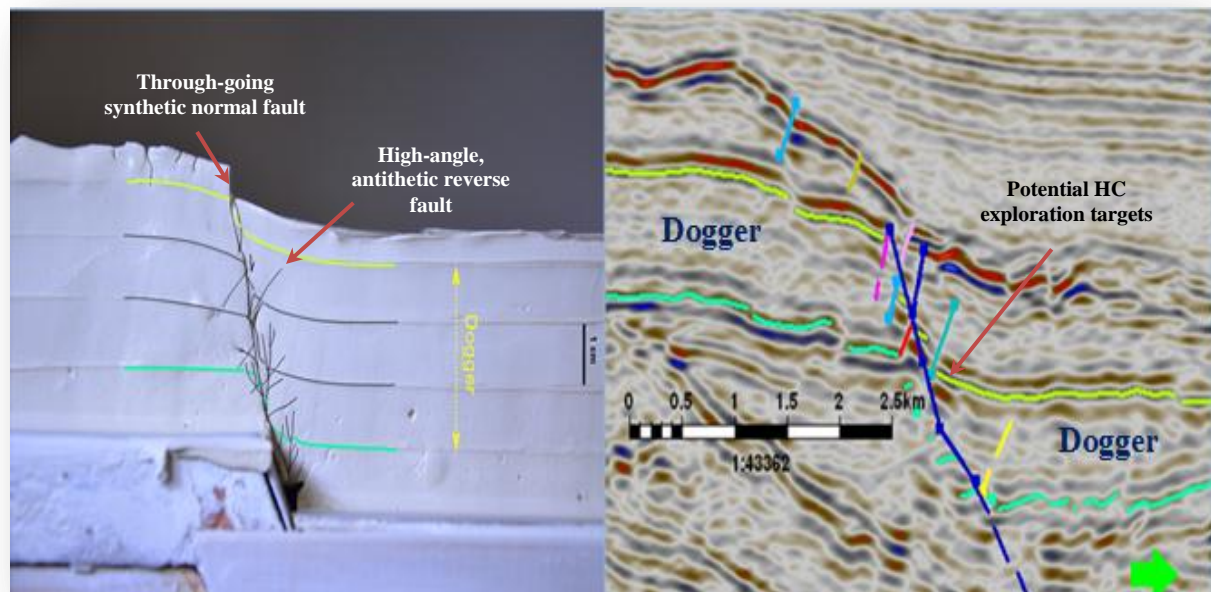 Through-going
synthetic normal fault
High-angle,
antithetic reverse
fault
Dogger
1 cm
Potential HC
exploration targets
Dogger
0 0.5 1 1.5 2 2.5km
1:43362
Dogger